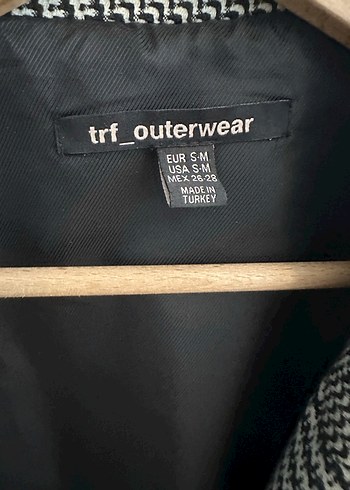 trf_outerwear
EUR S-M
USA S-M
MEX 26-28
MADE IN
TURKEY